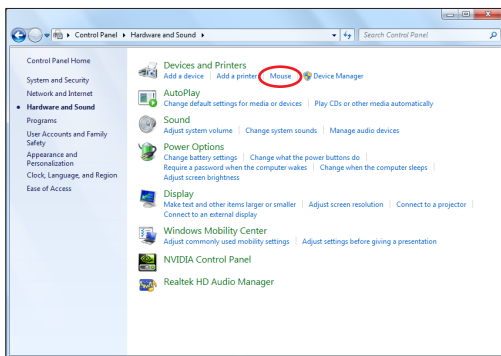 Control Panel ▸ Hardware and Sound ▸
Search Control Panel
Control Panel Home
System and Security
Network and Internet
Hardware and Sound
Programs
User Accounts and Family
Safety
Appearance and
Personalization
Clock, Language, and Region
Ease of Access
Devices and Printers
Add a device | Add a printer | Mouse | Device Manager
AutoPlay
Change default settings for media or devices | Play CDs or other media automatically
Sound
Adjust system volume | Change system sounds | Manage audio devices
Power Options
Change battery settings | Change what the power buttons do |
Require a password when the computer wakes | Change when the computer sleeps |
Adjust screen brightness
Display
Make text and other items larger or smaller | Adjust screen resolution | Connect to a projector |
Connect to an external display
Windows Mobility Center
Adjust commonly used mobility settings | Adjust settings before giving a presentation
NVIDIA Control Panel
Realtek HD Audio Manager